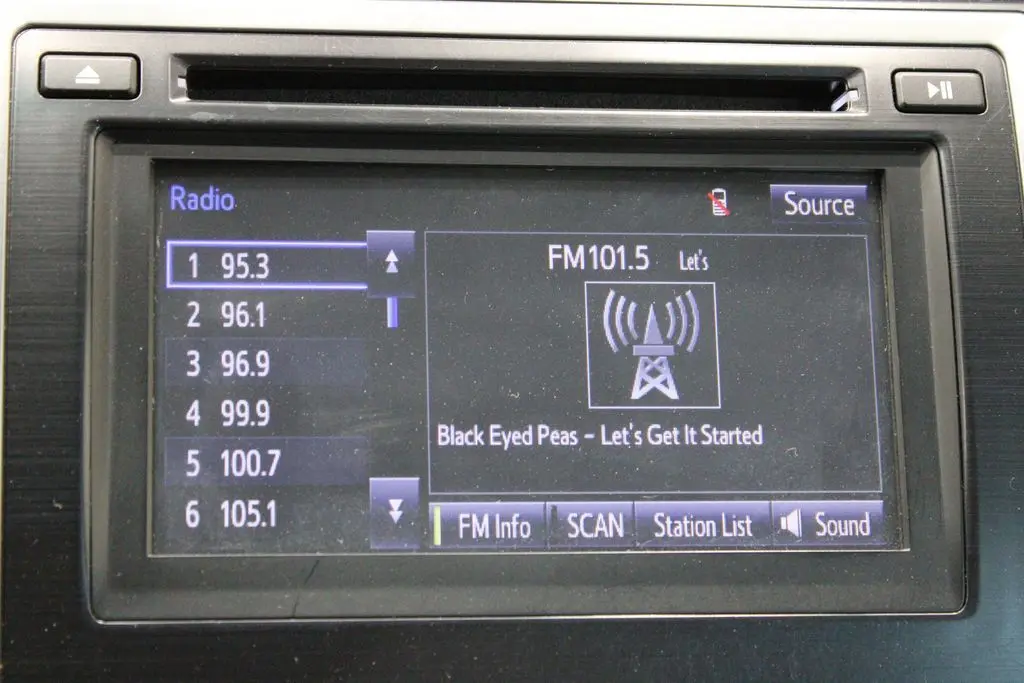 Radio
Source
1 95.3
2 96.1
3 96.9
4 99.9
5 100.7
6 105.1
FM101.5 Let's
Black Eyed Peas - Let's Get It Started
FM Info
SCAN
Station List
Sound